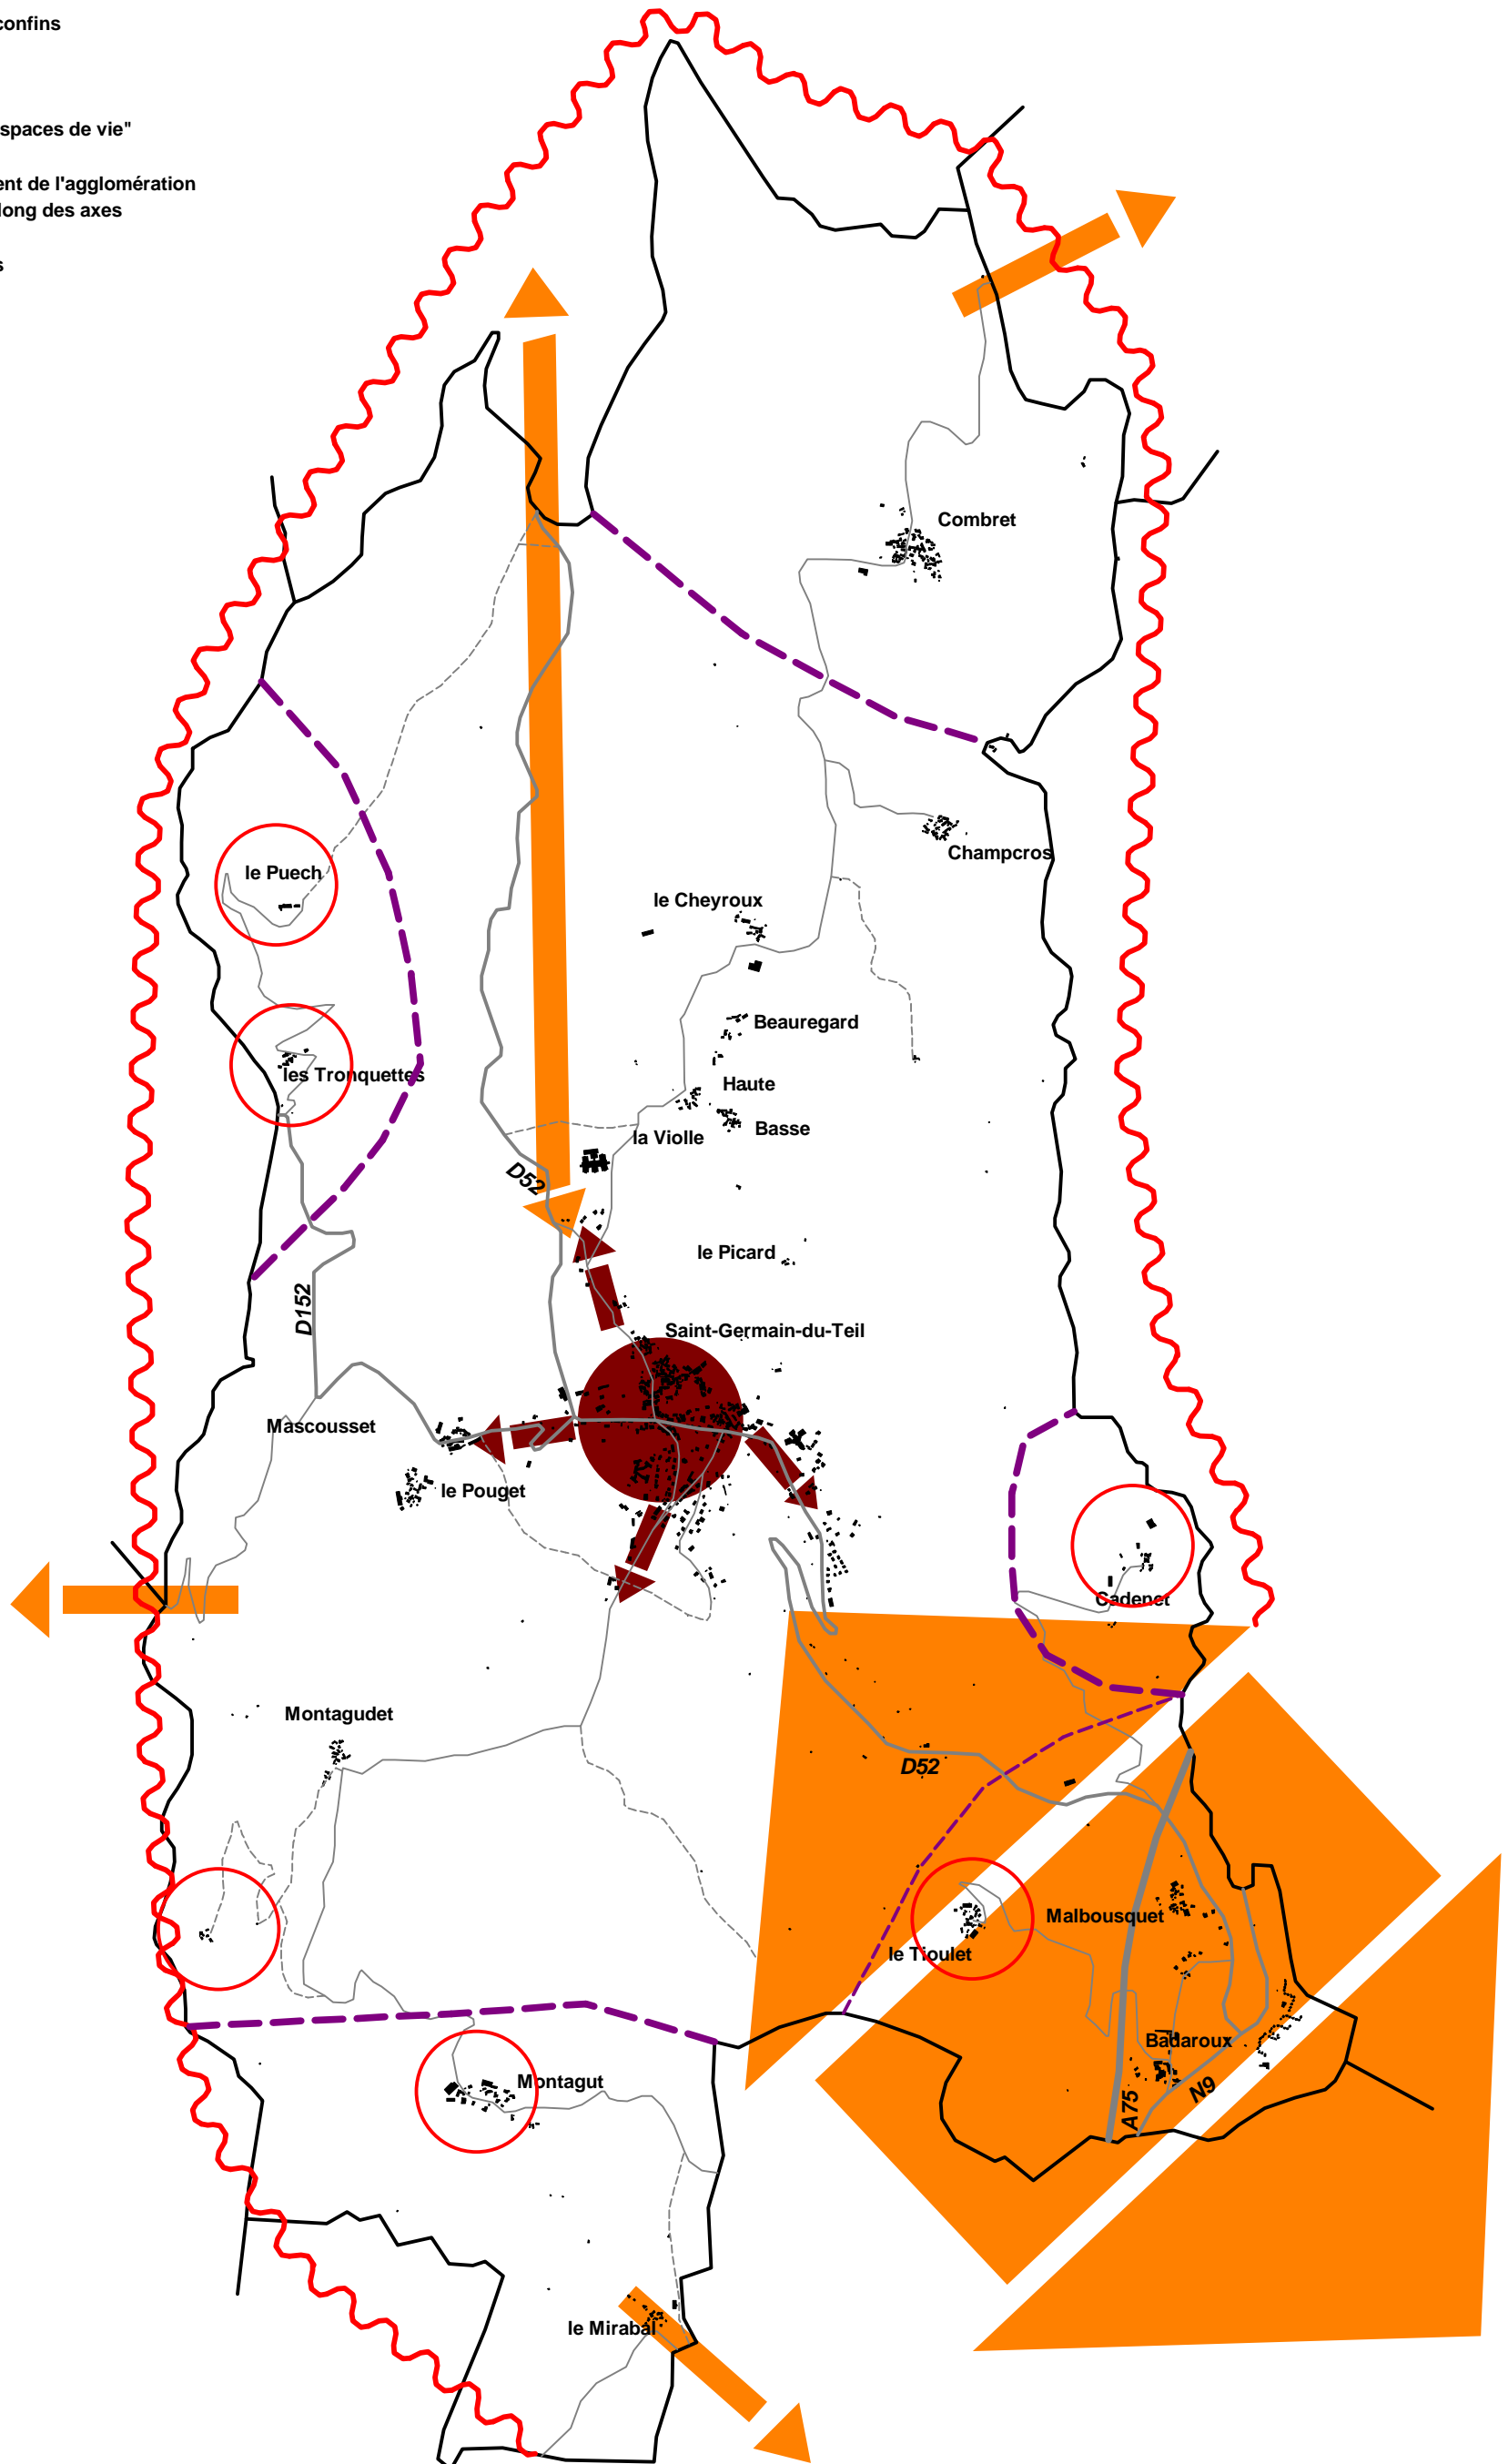 confins
spaces de vie"
ent de l'agglomération
long des axes
s
Combret
Champcros
le Puech
le Cheyroux
Beauregard
les Tronquettes
Haute
la Violle
Basse
D52
le Picard
D152
Saint-Germain-du-Teil
Mascousset
le Pouget
Cadenet
Montagudet
D52
Malbousquet
le Tioulet
Badaroux
Montagut
A75
N9
le Mirabal